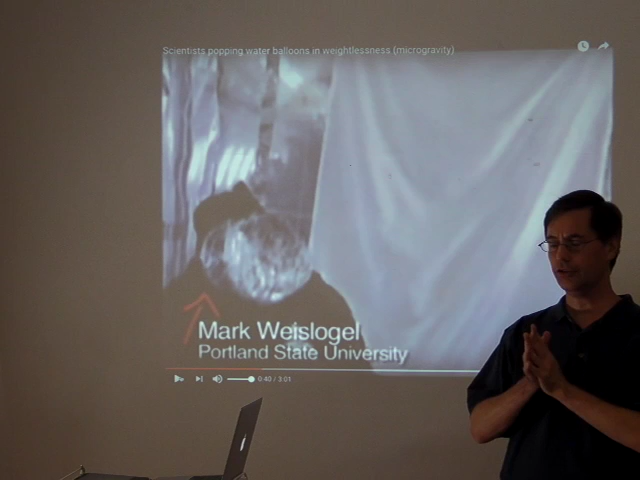 Scientists popping water balloons in weightlessness (microgravity)
Mark Weislogel
Portland State University
0:40 / 3:01